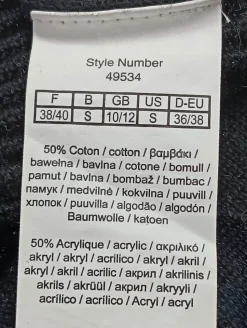 Style Number
49534
F B GB US D-EU
38/40 S 10/12 S 36/38
50% Coton / cotton / βαμβάκι /
bawełna / bavlna / cotone / bomull /
pamut / bavlna / bombaž / bumbac /
памук / medvilnė / kokvilna / puuvill /
хлопок / puuvilla / algodão / algodón /
Baumwolle / katoen
50% Acrylique / acrylic / ακριλικό /
akryl / akryl / acrilico / akryl / akril /
akryl / akril / acrilic / акрил / akrilinis /
akrils / akrüül / акрил / akryyli /
acrílico / acrílico / Acryl / acryl